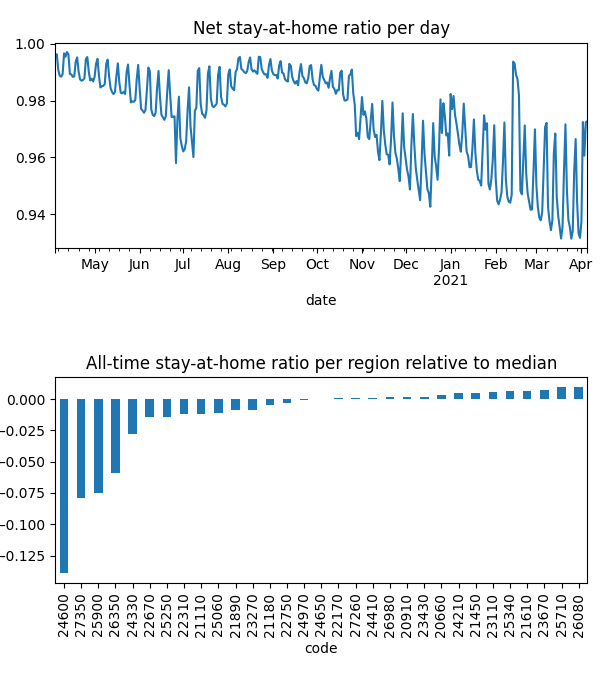 Net stay-at-home ratio per day
1.00
0.98
0.96
0.94
May Jun Jul Aug Sep Oct Nov Dec Jan Feb Mar Apr
2021
date
All-time stay-at-home ratio per region relative to median
0.000
−0.025
−0.050
−0.075
−0.100
−0.125
24600 27350 25900 26350 24330 22670 25250 22310 21110 25060 21890 23270 21180 22750 24970 24650 22170 27260 24410 26980 20910 23430 20660 24210 21450 23110 25340 21610 23670 25710 26080
code